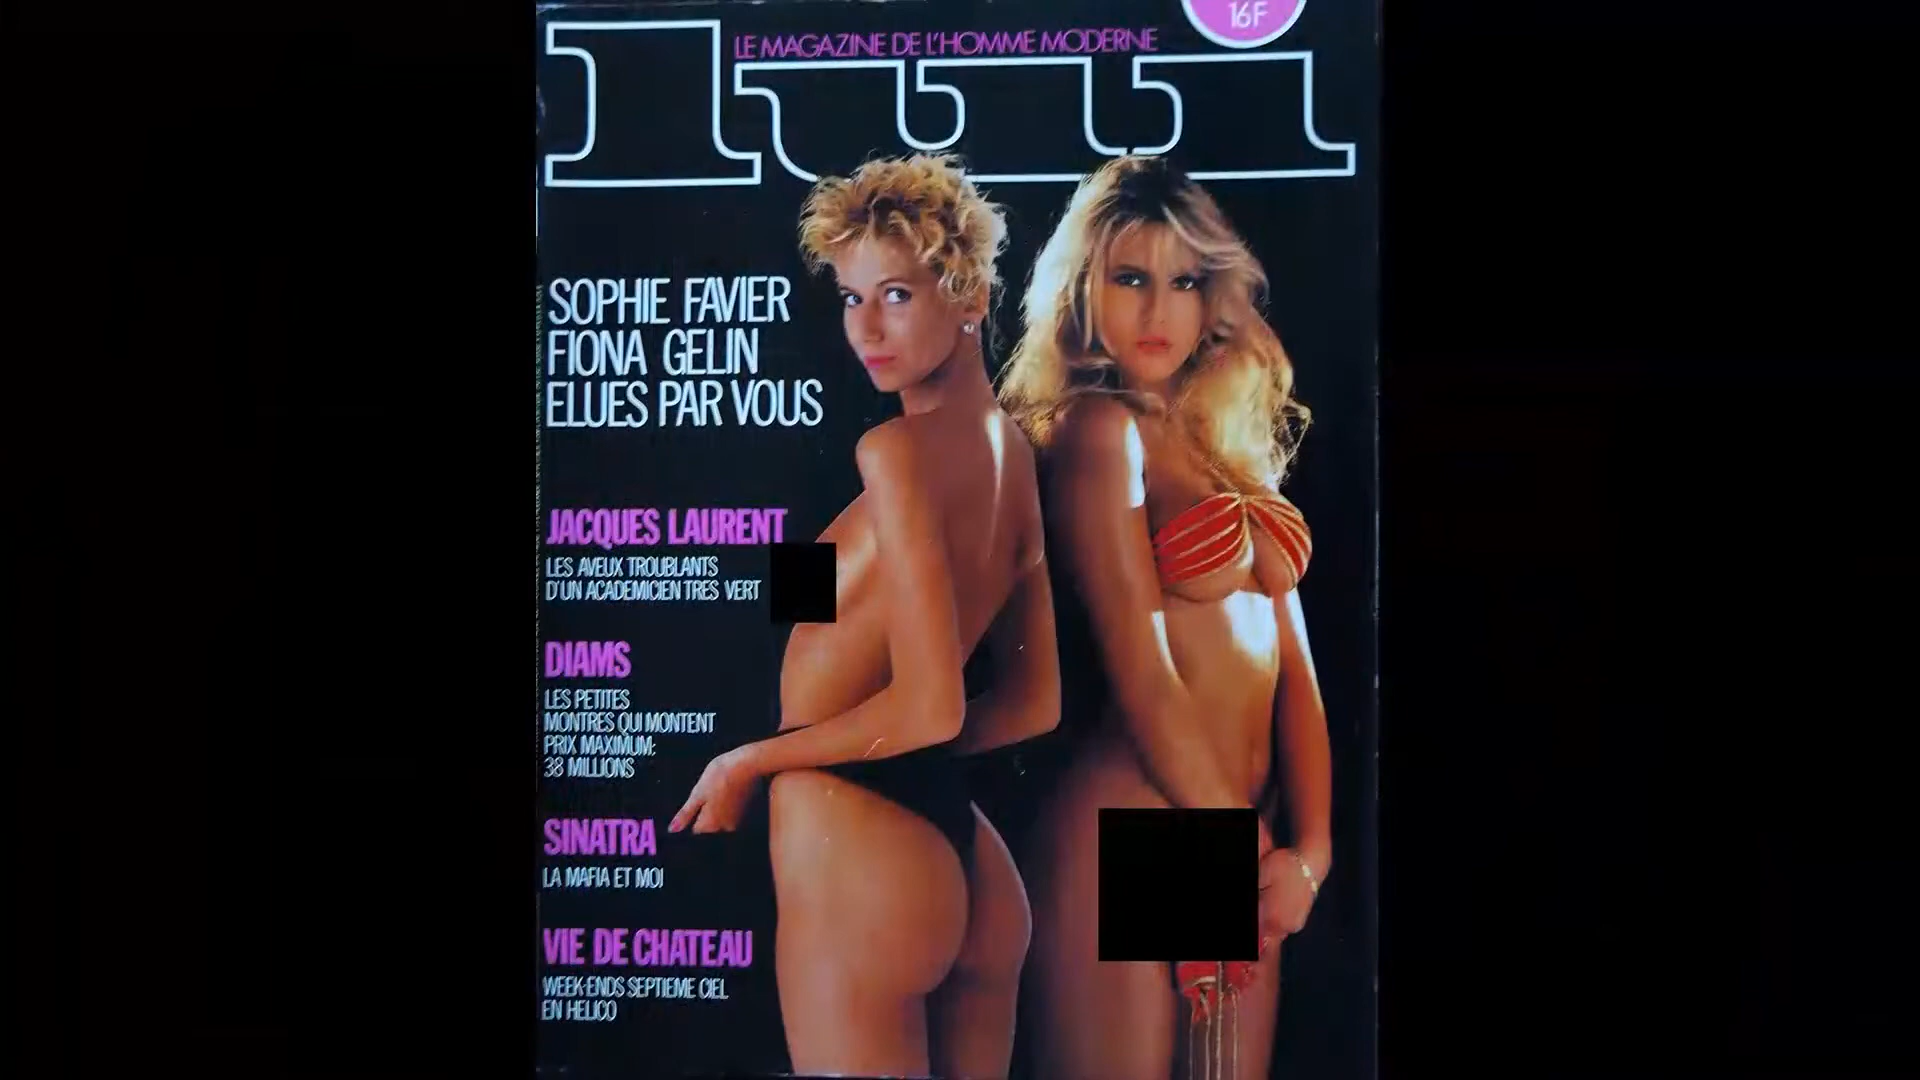 16F
LE MAGAZINE DE L'HOMME MODERNE
lui
SOPHIE FAVIER
FIONA GELIN
ELUES PAR VOUS
JACQUES LAURENT
LES AVEUX TROUBLANTS
D'UN ACADEMICIEN TRES VERT
DIAMS
LES PETITES
MONTRES QUI MONTENT
PRIX MAXIMUM:
38 MILLIONS
SINATRA
LA MAFIA ET MOI
VIE DE CHATEAU
WEEK-ENDS SEPTIEME CIEL
EN HELICO